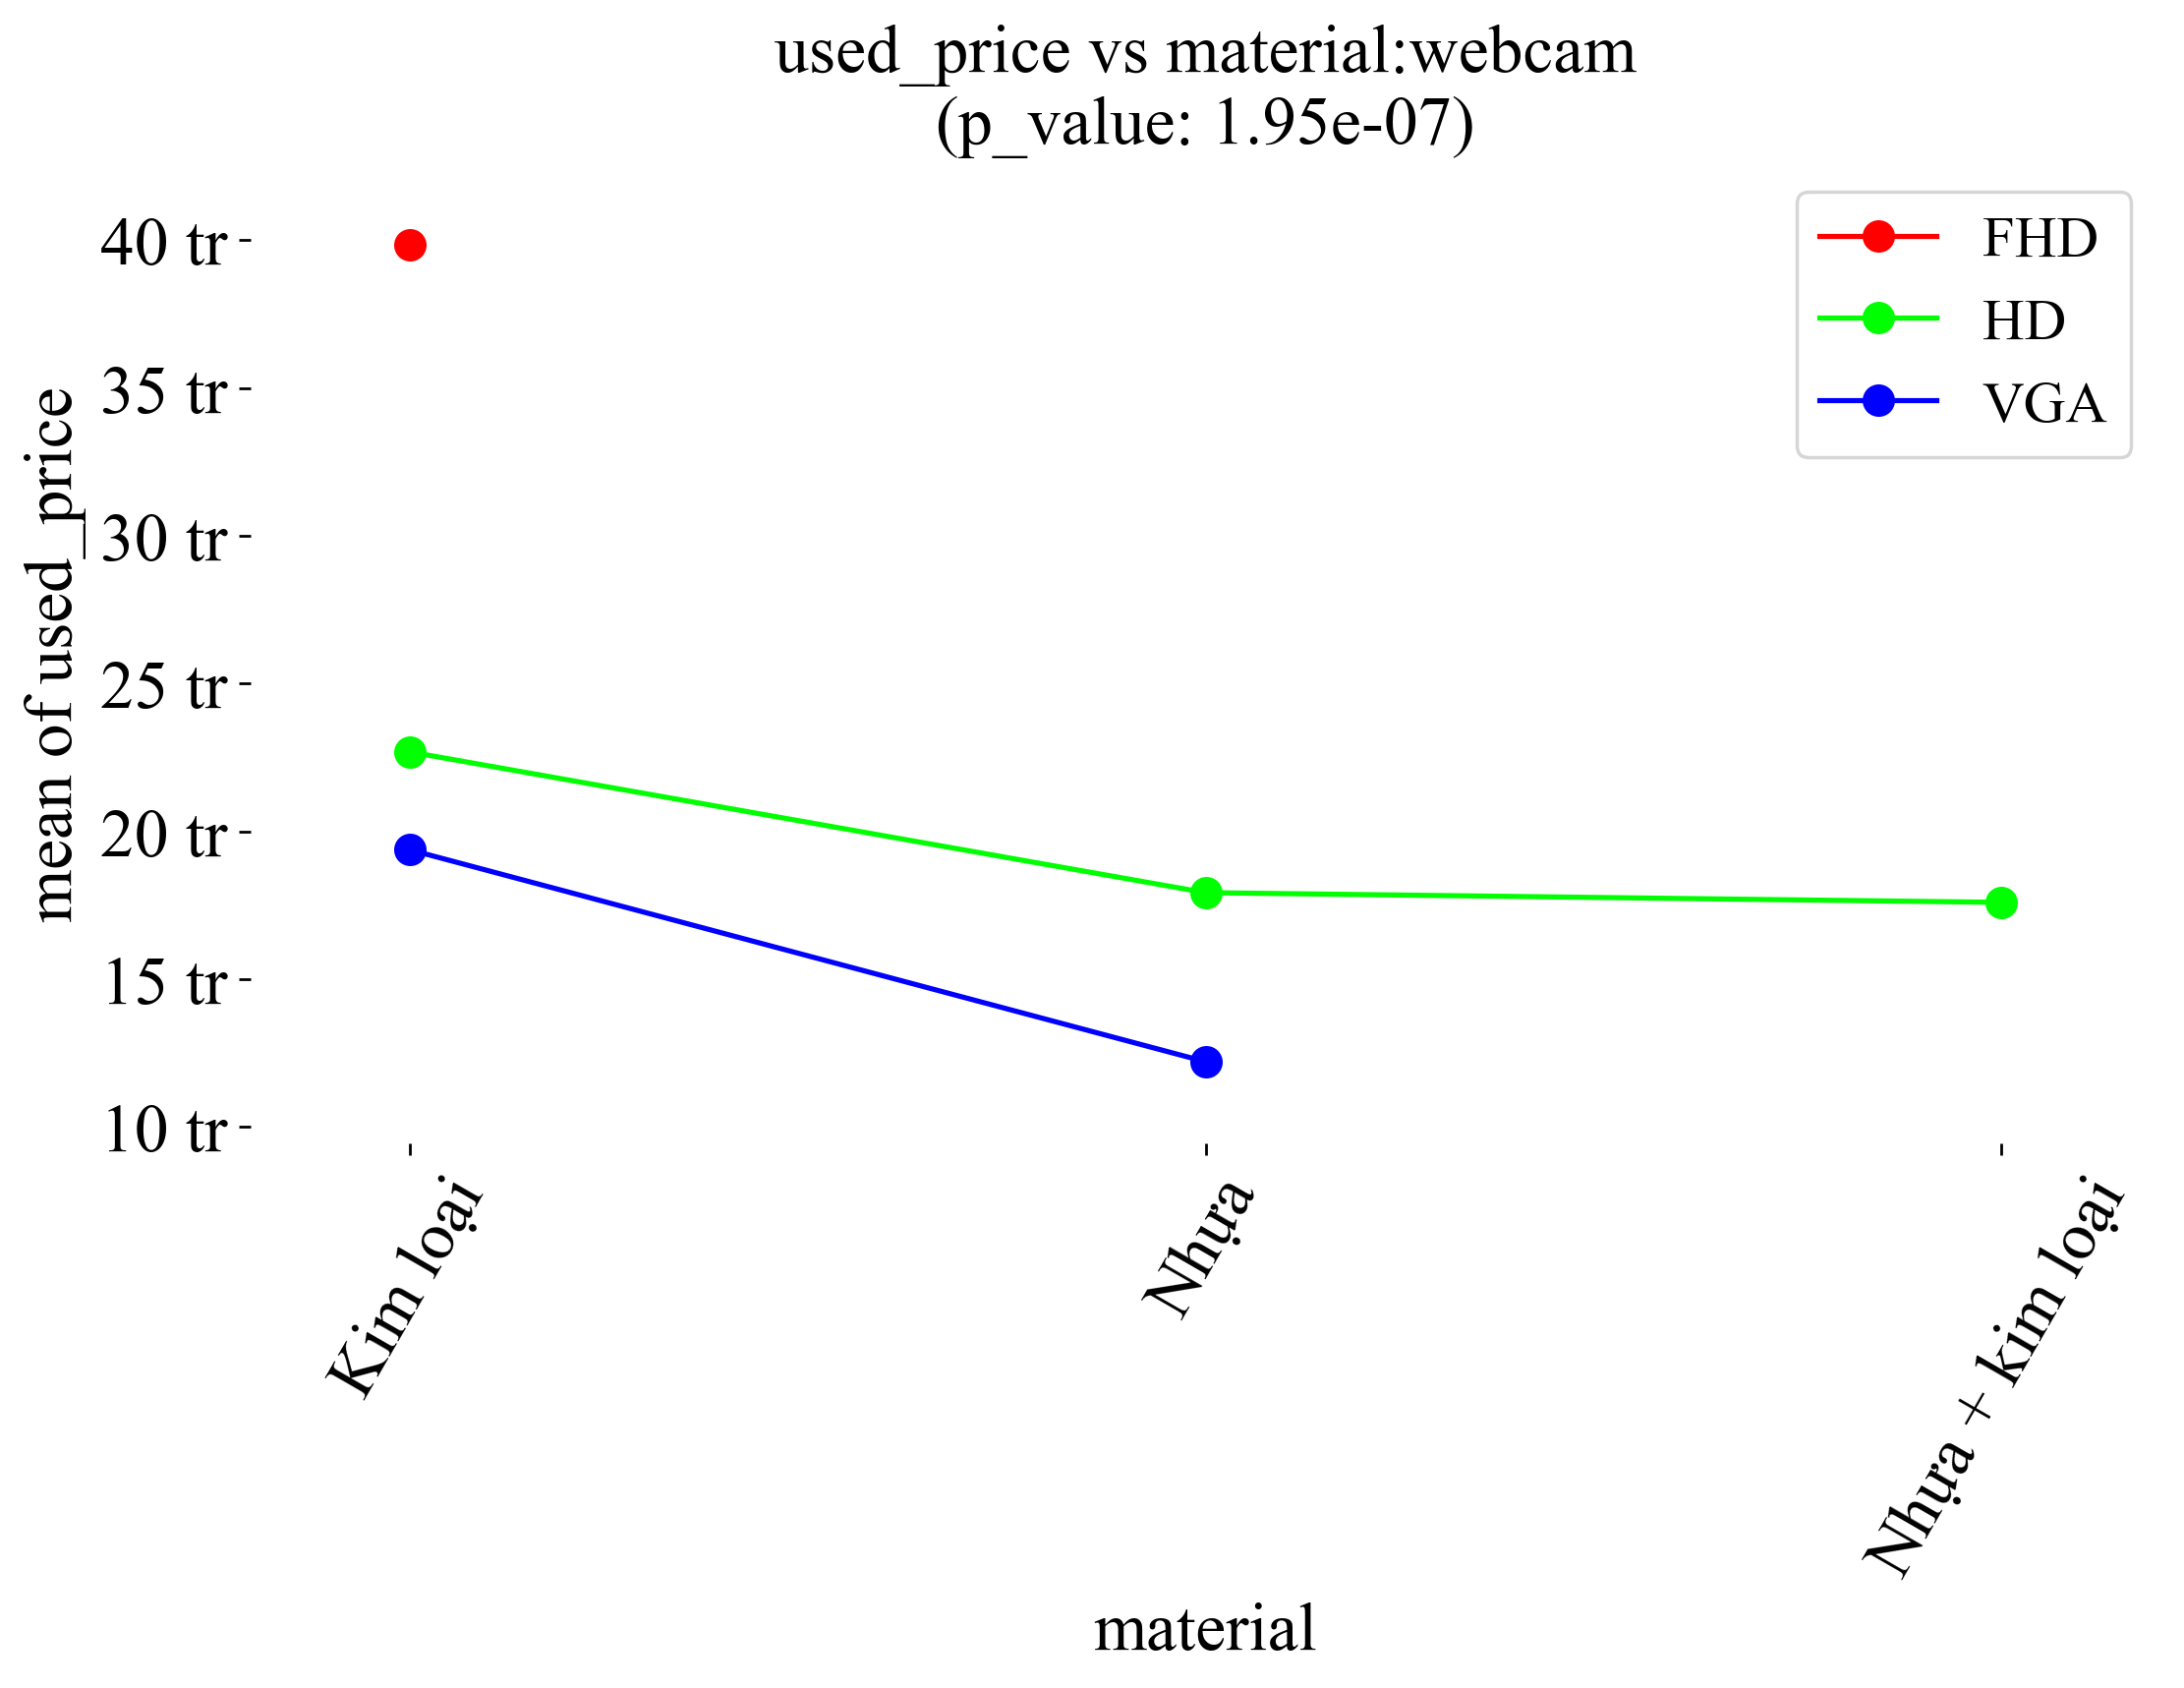 used_price vs material:webcam
(p_value: 1.95e-07)
FHD
HD
VGA
mean of used_price
40 tr
35 tr
30 tr
25 tr
20 tr
15 tr
10 tr
Kim loại
Nhựa
Nhựa + kim loại
material